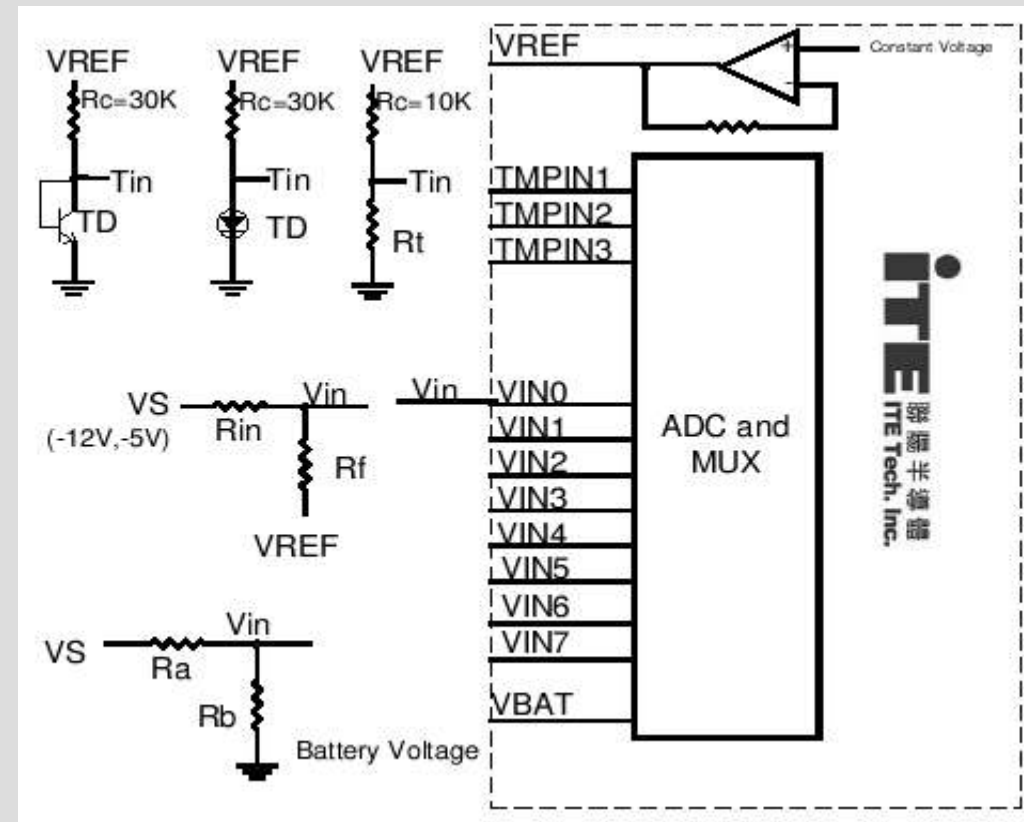 VREF
Rc=30K
Tin
TD
VREF
Rc=30K
Tin
TD
VREF
Rc=10K
Tin
Rt
VS
(-12V,-5V)
Rin
Vin
Rf
VREF
VS
Ra
Vin
Rb
Battery Voltage
Vin
VREF
Constant Voltage
+
-
TMPIN1
TMPIN2
TMPIN3
VIN0
VIN1
VIN2
VIN3
VIN4
VIN5
VIN6
VIN7
VBAT
ADC and
MUX
iTE
ITE Tech. Inc.